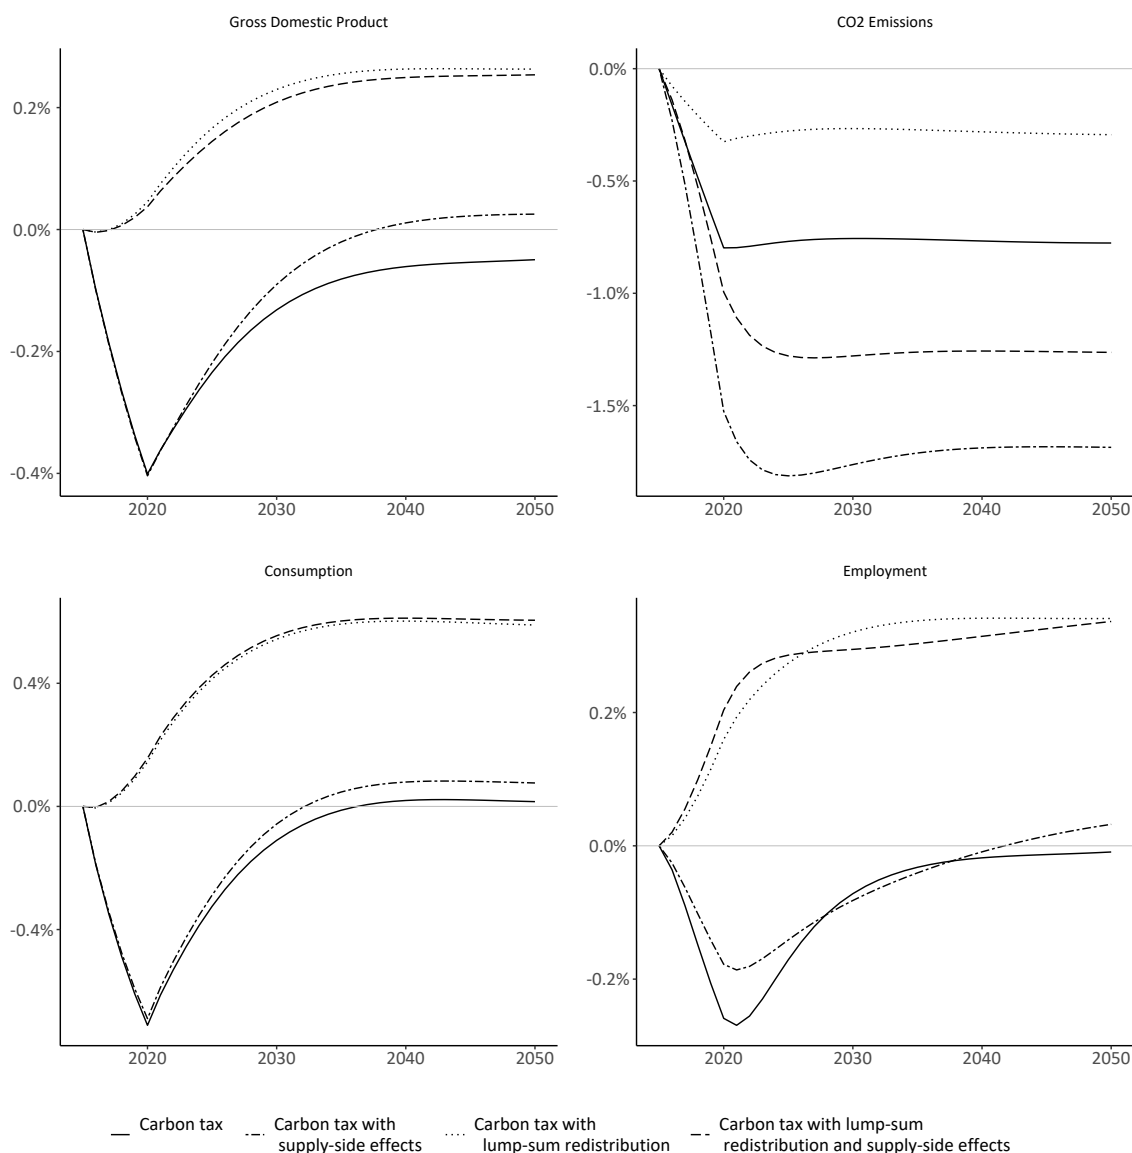 Gross Domestic Product
0.2%
0.0%
-0.2%
-0.4%
2020 2030 2040 2050
CO2 Emissions
0.0%
-0.5%
-1.0%
-1.5%
2020 2030 2040 2050
Consumption
0.4%
0.0%
-0.4%
2020 2030 2040 2050
Employment
0.2%
0.0%
-0.2%
2020 2030 2040 2050
Carbon tax
Carbon tax with
supply-side effects
Carbon tax with
lump-sum redistribution
Carbon tax with lump-sum
redistribution and supply-side effects